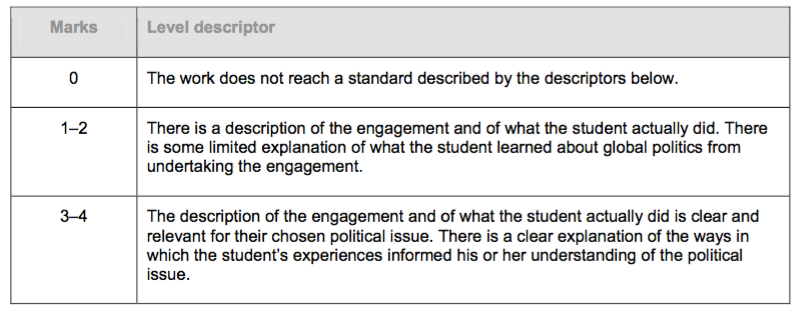 Marks Level descriptor
0 The work does not reach a standard described by the descriptors below.
1–2 There is a description of the engagement and of what the student actually did. There
is some limited explanation of what the student learned about global politics from
undertaking the engagement.
3–4 The description of the engagement and of what the student actually did is clear and
relevant for their chosen political issue. There is a clear explanation of the ways in
which the student's experiences informed his or her understanding of the political
issue.